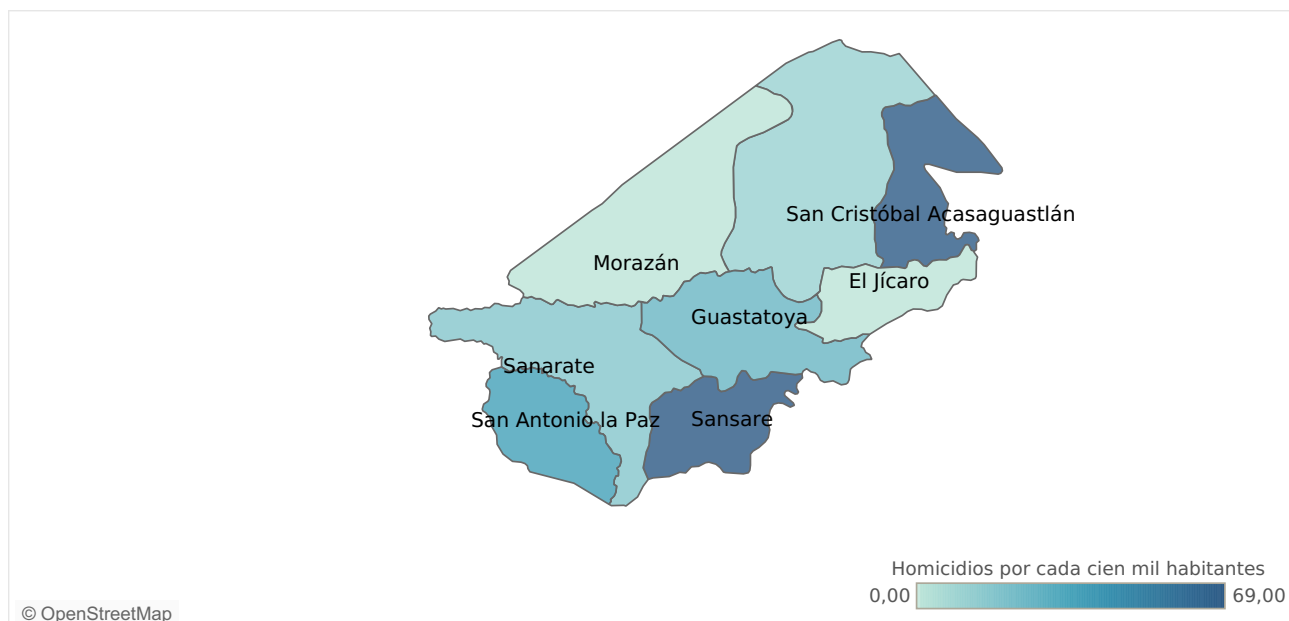 San Cristóbal Acasaguastlán
Morazán
El Jícaro
Guastatoya
Sanarate
San Antonio la Paz
Sansare
Homicidios por cada cien mil habitantes
0,00
69,00
© OpenStreetMap